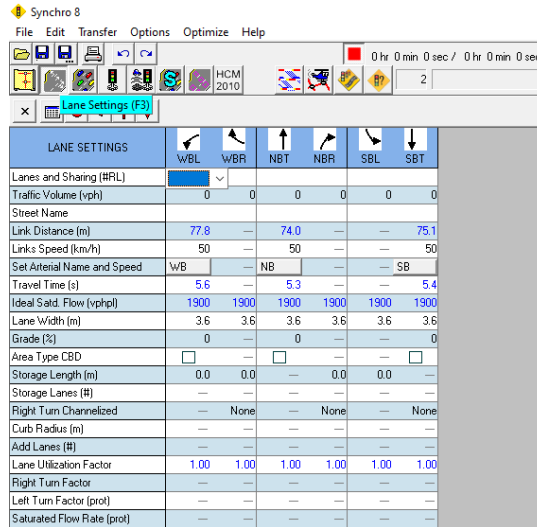 Synchro 8
File Edit Transfer Options Optimize Help
0 hr 0 min 0 sec / 0 hr 0 min 0 sec
HCM 2010
2
Lane Settings (F3)
LANE SETTINGS WBL WBR NBT NBR SBL SBT
Lanes and Sharing (#RL)
Traffic Volume (vph) 0 0 0 0 0 0
Street Name
Link Distance (m) 77.8 — 74.0 — — 75.1
Links Speed (km/h) 50 — 50 — — 50
Set Arterial Name and Speed WB — NB — — SB
Travel Time (s) 5.6 — 5.3 — — 5.4
Ideal Satd. Flow (vphpl) 1900 1900 1900 1900 1900 1900
Lane Width (m) 3.6 3.6 3.6 3.6 3.6 3.6
Grade (%) 0 — 0 — — 0
Area Type CBD — — —
Storage Length (m) 0.0 0.0 — 0.0 0.0 —
Storage Lanes (#) — — — — — —
Right Turn Channelized — None — None — None
Curb Radius (m) — — — — — —
Add Lanes (#) — — — — — —
Lane Utilization Factor 1.00 1.00 1.00 1.00 1.00 1.00
Right Turn Factor — — — — — —
Left Turn Factor (prot) — — — — — —
Saturated Flow Rate (prot) — — — — — —